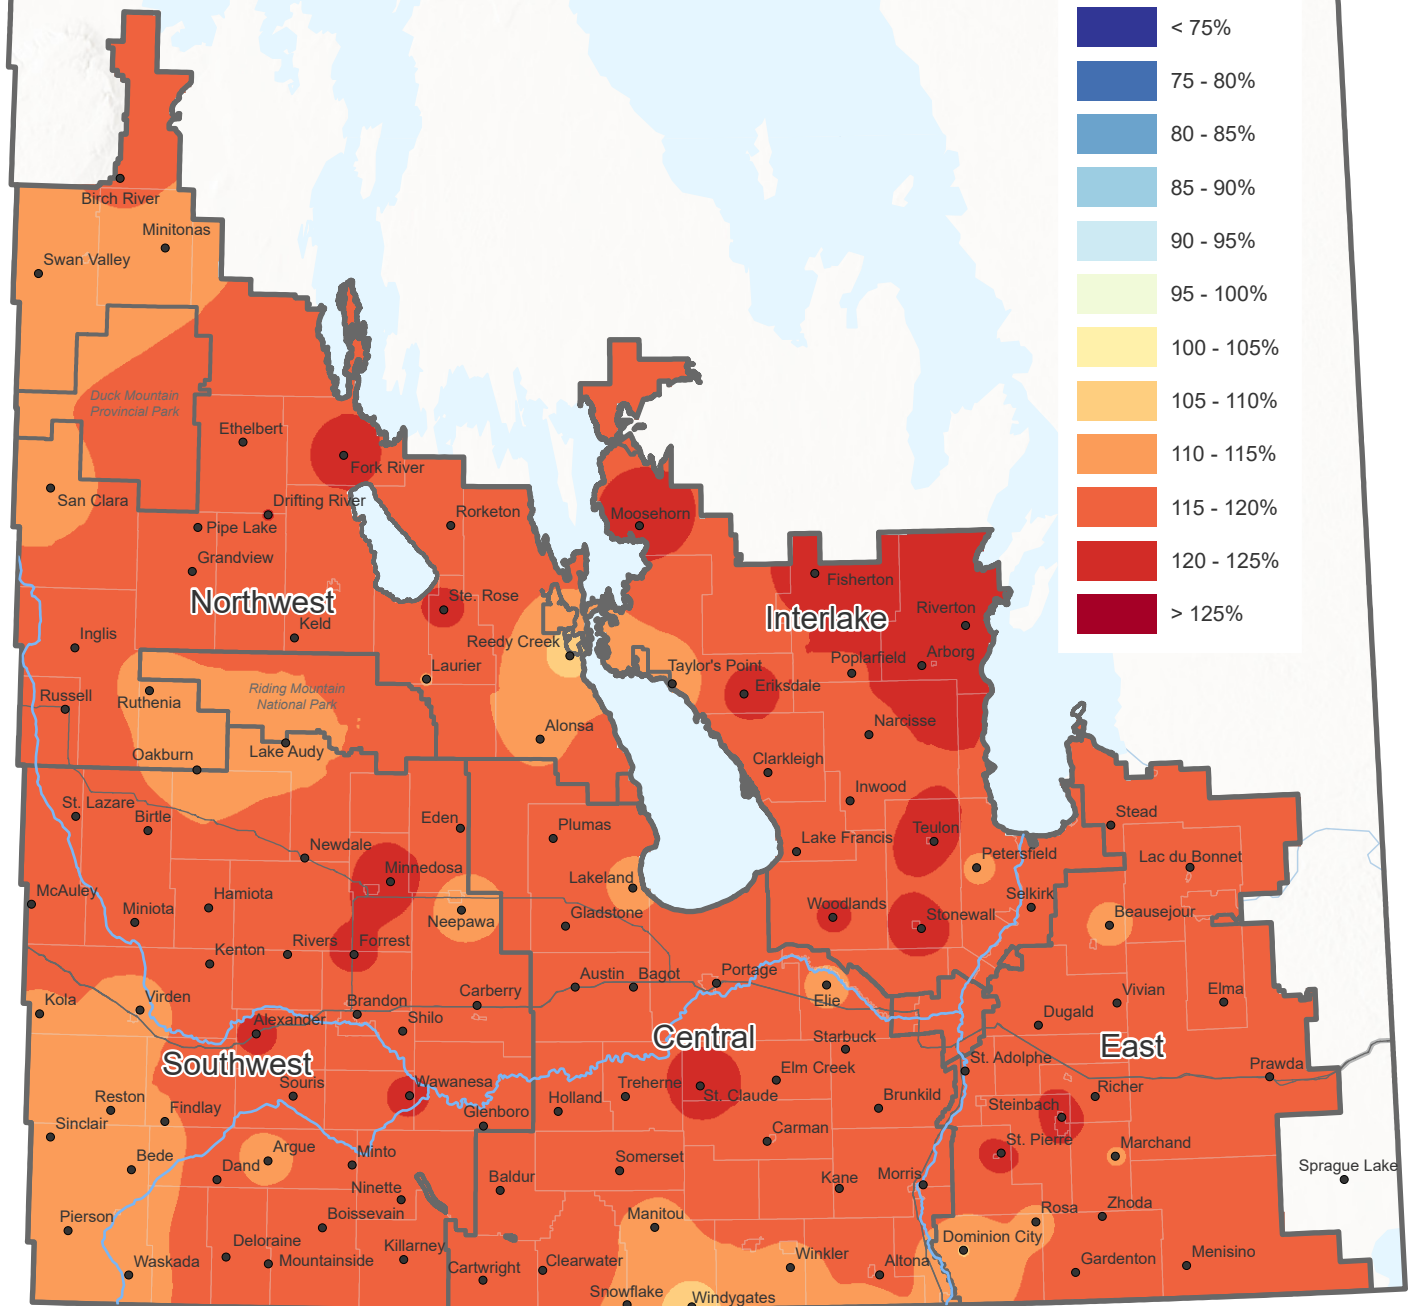 < 75%
75 - 80%
80 - 85%
85 - 90%
90 - 95%
95 - 100%
100 - 105%
105 - 110%
110 - 115%
115 - 120%
120 - 125%
> 125%
Birch River
Minitonas
Swan Valley
Duck Mountain
Provincial Park
Ethelbert
Fork River
San Clara
Drifting River
Pipe Lake
Rorketon
Moosehorn
Grandview
Fisherton
Northwest
Ste. Rose
Interlake
Riverton
Inglis
Keld
Reedy Creek
Poplarfield
Arborg
Laurier
Taylor's Point
Eriksdale
Russell
Ruthenia
Riding Mountain
National Park
Narcisse
Alonsa
Oakburn
Lake Audy
Clarkleigh
St. Lazare
Birtle
Inwood
Eden
Plumas
Stead
Newdale
Lake Francis
Teulon
Petersfield
Lac du Bonnet
Minnedosa
Lakeland
McAuley
Hamiota
Miniota
Neepawa
Gladstone
Woodlands
Stonewall
Selkirk
Beausejour
Kenton
Rivers
Forrest
Austin
Bagot
Portage
Kola
Virden
Brandon
Carberry
Elie
Vivian
Elma
Alexander
Shilo
Dugald
Southwest
Central
Starbuck
East
St. Adolphe
Souris
Wawanesa
Treherne
St. Claude
Elm Creek
Prawda
Reston
Findlay
Holland
Brunkild
Steinbach
Richer
Sinclair
Glenboro
Carman
St. Pierre
Marchand
Bede
Argue
Dand
Minto
Somerset
Sprague Lake
Ninette
Baldur
Kane
Morris
Pierson
Boissevain
Manitou
Rosa
Zhoda
Dominion City
Deloraine
Mountainside
Killarney
Waskada
Cartwright
Clearwater
Winkler
Altona
Gardenton
Menisino
Snowflake
Windygates